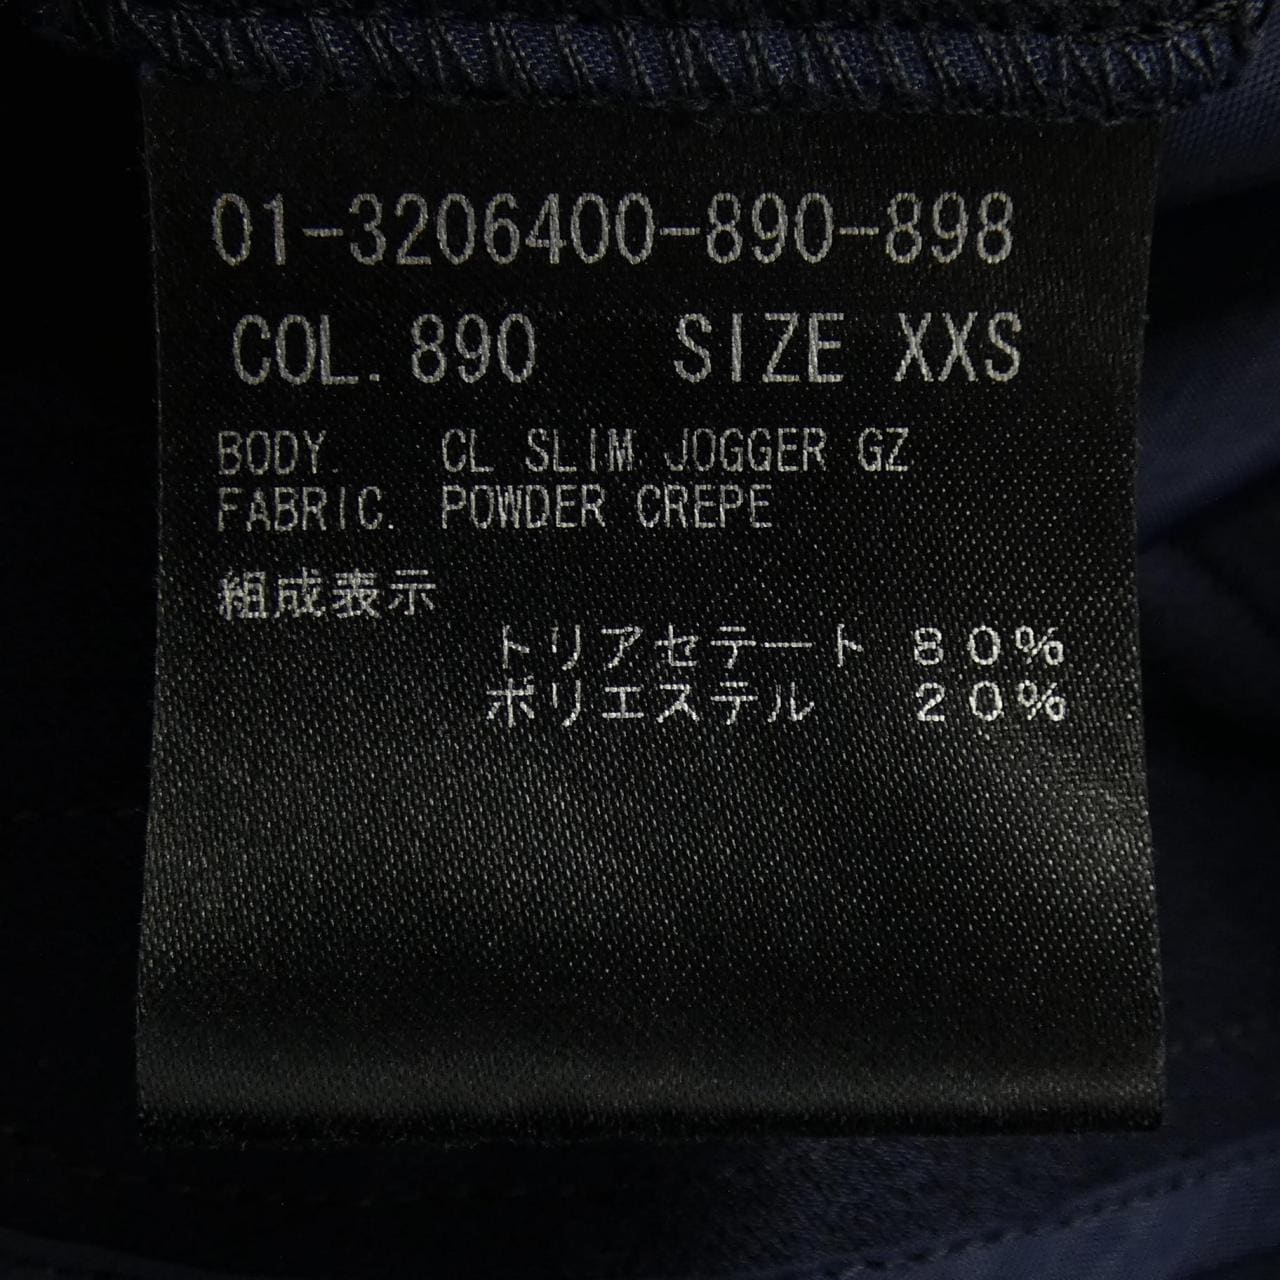 01-3206400-890-898
COL. 890 SIZE XXS
BODY. CL SLIM JOGGER GZ
FABRIC. POWDER CREPE
組成表示
トリアセテート 80%
ポリエステル 20%